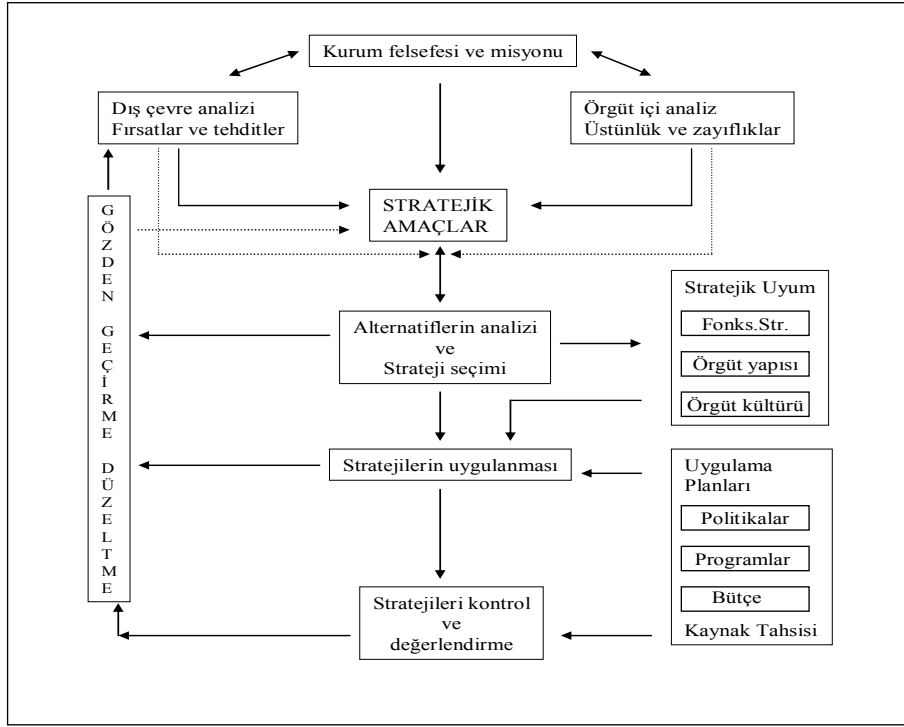 Kurum felsefesi ve misyonu
Dış çevre analizi
Fırsatlar ve tehditler
Örgüt içi analiz
Üstünlük ve zayıflıklar
STRATEJİK
AMAÇLAR
GÖZDEN GEÇİRME DÜZELTME
Alternatiflerin analizi
ve
Strateji seçimi
Stratejik Uyum
Fonks.Str.
Örgüt yapısı
Örgüt kültürü
Stratejilerin uygulanması
Uygulama
Planları
Politikalar
Programlar
Bütçe
Kaynak Tahsisi
Stratejileri kontrol
ve
değerlendirme